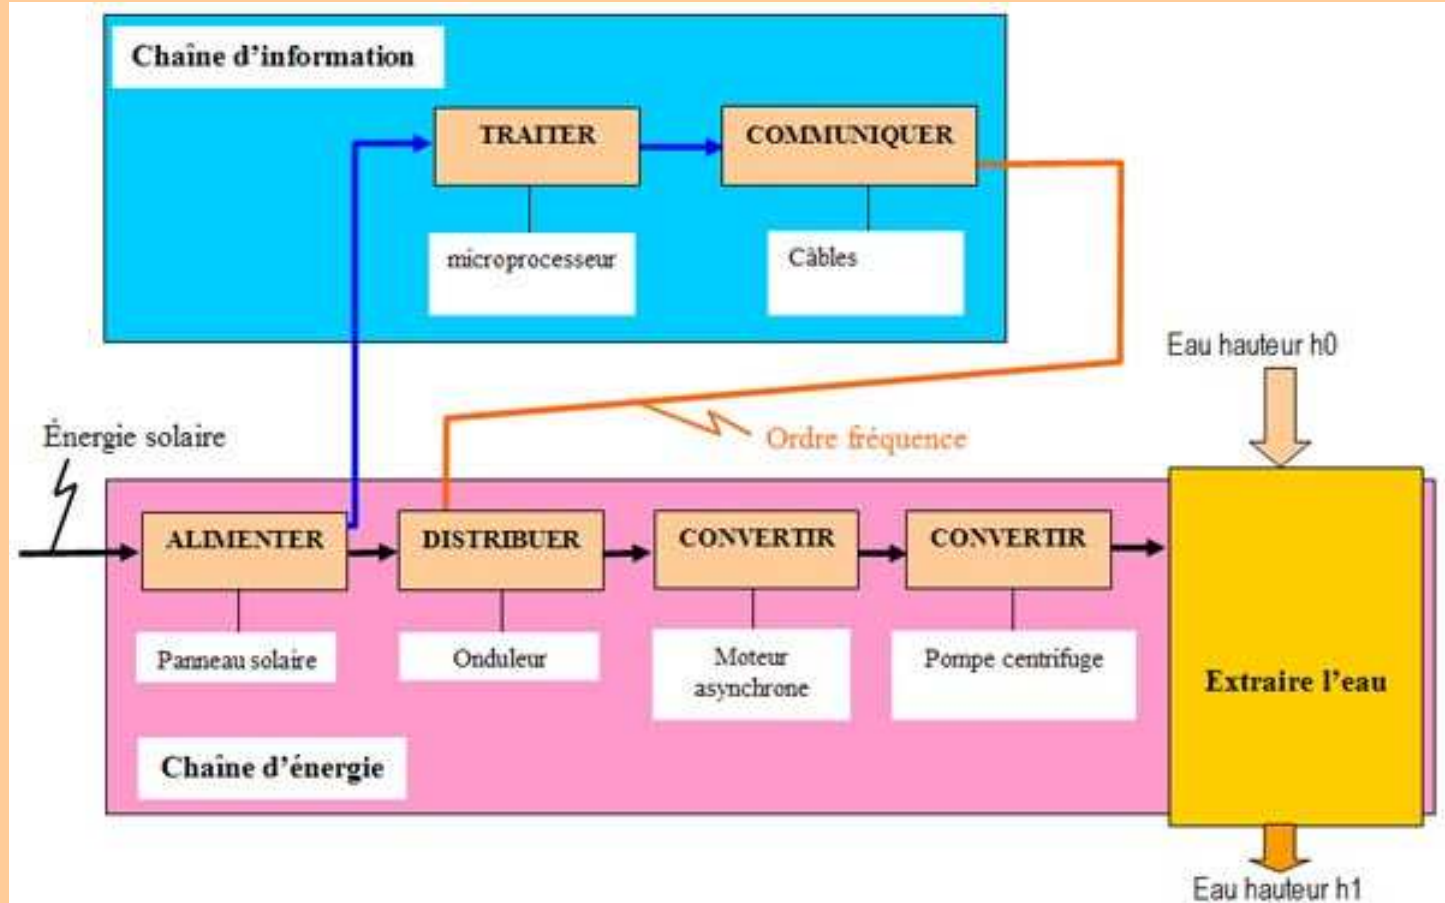 Chaîne d'information
TRAITER
COMMUNIQUER
microprocesseur
Câbles
Eau hauteur h0
Énergie solaire
Ordre fréquence
ALIMENTER
DISTRIBUER
CONVERTIR
CONVERTIR
Panneau solaire
Onduleur
Moteur
asynchrone
Pompe centrifuge
Extraire l'eau
Chaîne d'énergie
Eau hauteur h1